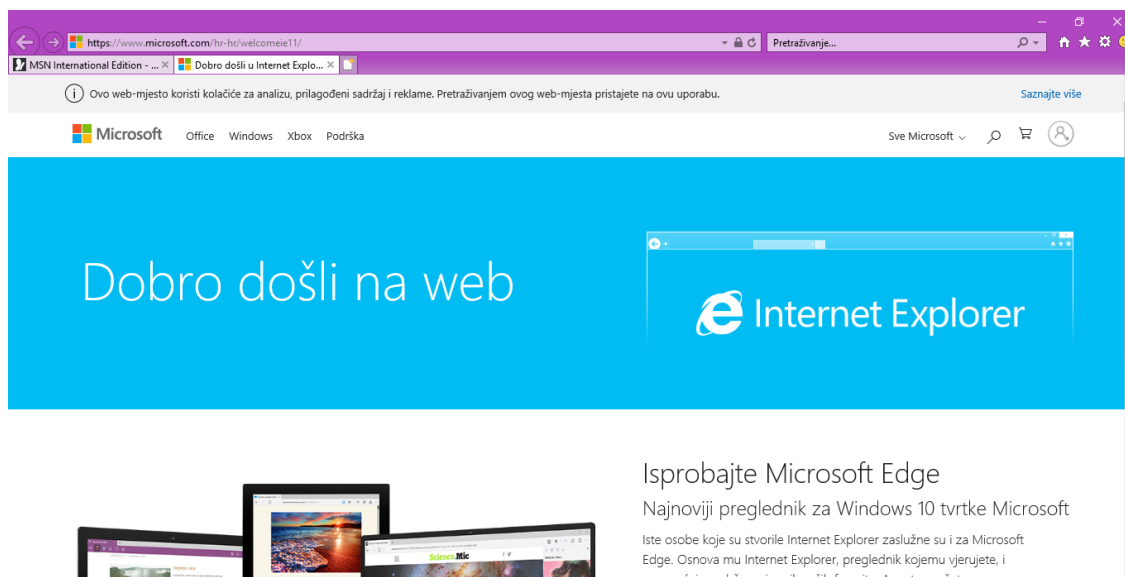 https://www.microsoft.com/hr-hr/welcomeie11/
Pretraživanje...
MSN International Edition - ...
Dobro došli u Internet Explo...
Ovo web-mjesto koristi kolačiće za analizu, prilagođeni sadržaj i reklame. Pretraživanjem ovog web-mjesta pristajete na ovu uporabu.
Saznajte više
Microsoft Office Windows Xbox Podrška
Sve Microsoft
Dobro došli na web
Internet Explorer
Isprobajte Microsoft Edge
Najnoviji preglednik za Windows 10 tvrtke Microsoft
Iste osobe koje su stvorile Internet Explorer zaslužne su i za Microsoft
Edge. Osnova mu Internet Explorer, preglednik kojemu vjerujete, i
Science.Mic